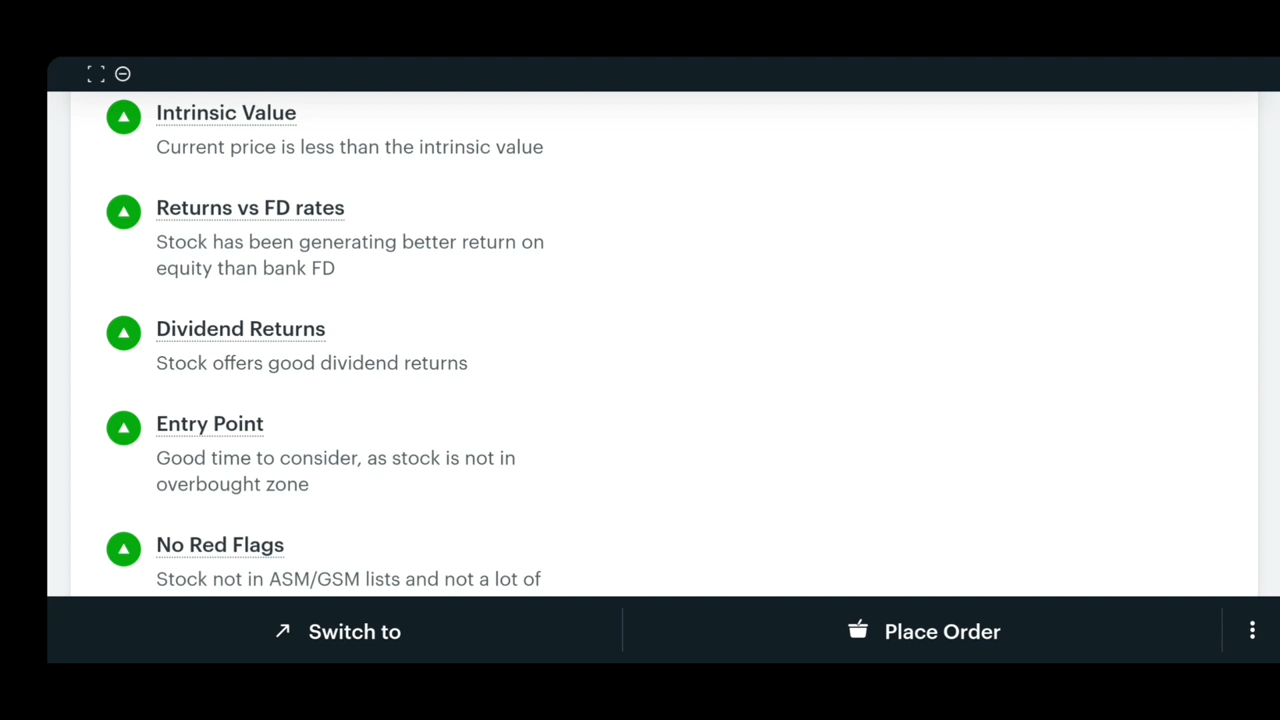 Intrinsic Value
Current price is less than the intrinsic value
Returns vs FD rates
Stock has been generating better return on
equity than bank FD
Dividend Returns
Stock offers good dividend returns
Entry Point
Good time to consider, as stock is not in
overbought zone
No Red Flags
Stock not in ASM/GSM lists and not a lot of
Switch to
Place Order